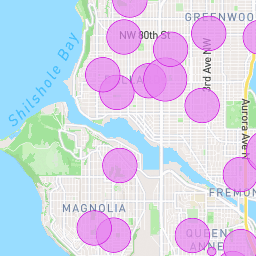 GREENWOO
NW 80th St
Shilshole Bay
3rd Ave NW
Aurora Ave N
FREMON
MAGNOLIA
QUEEN
ANNE